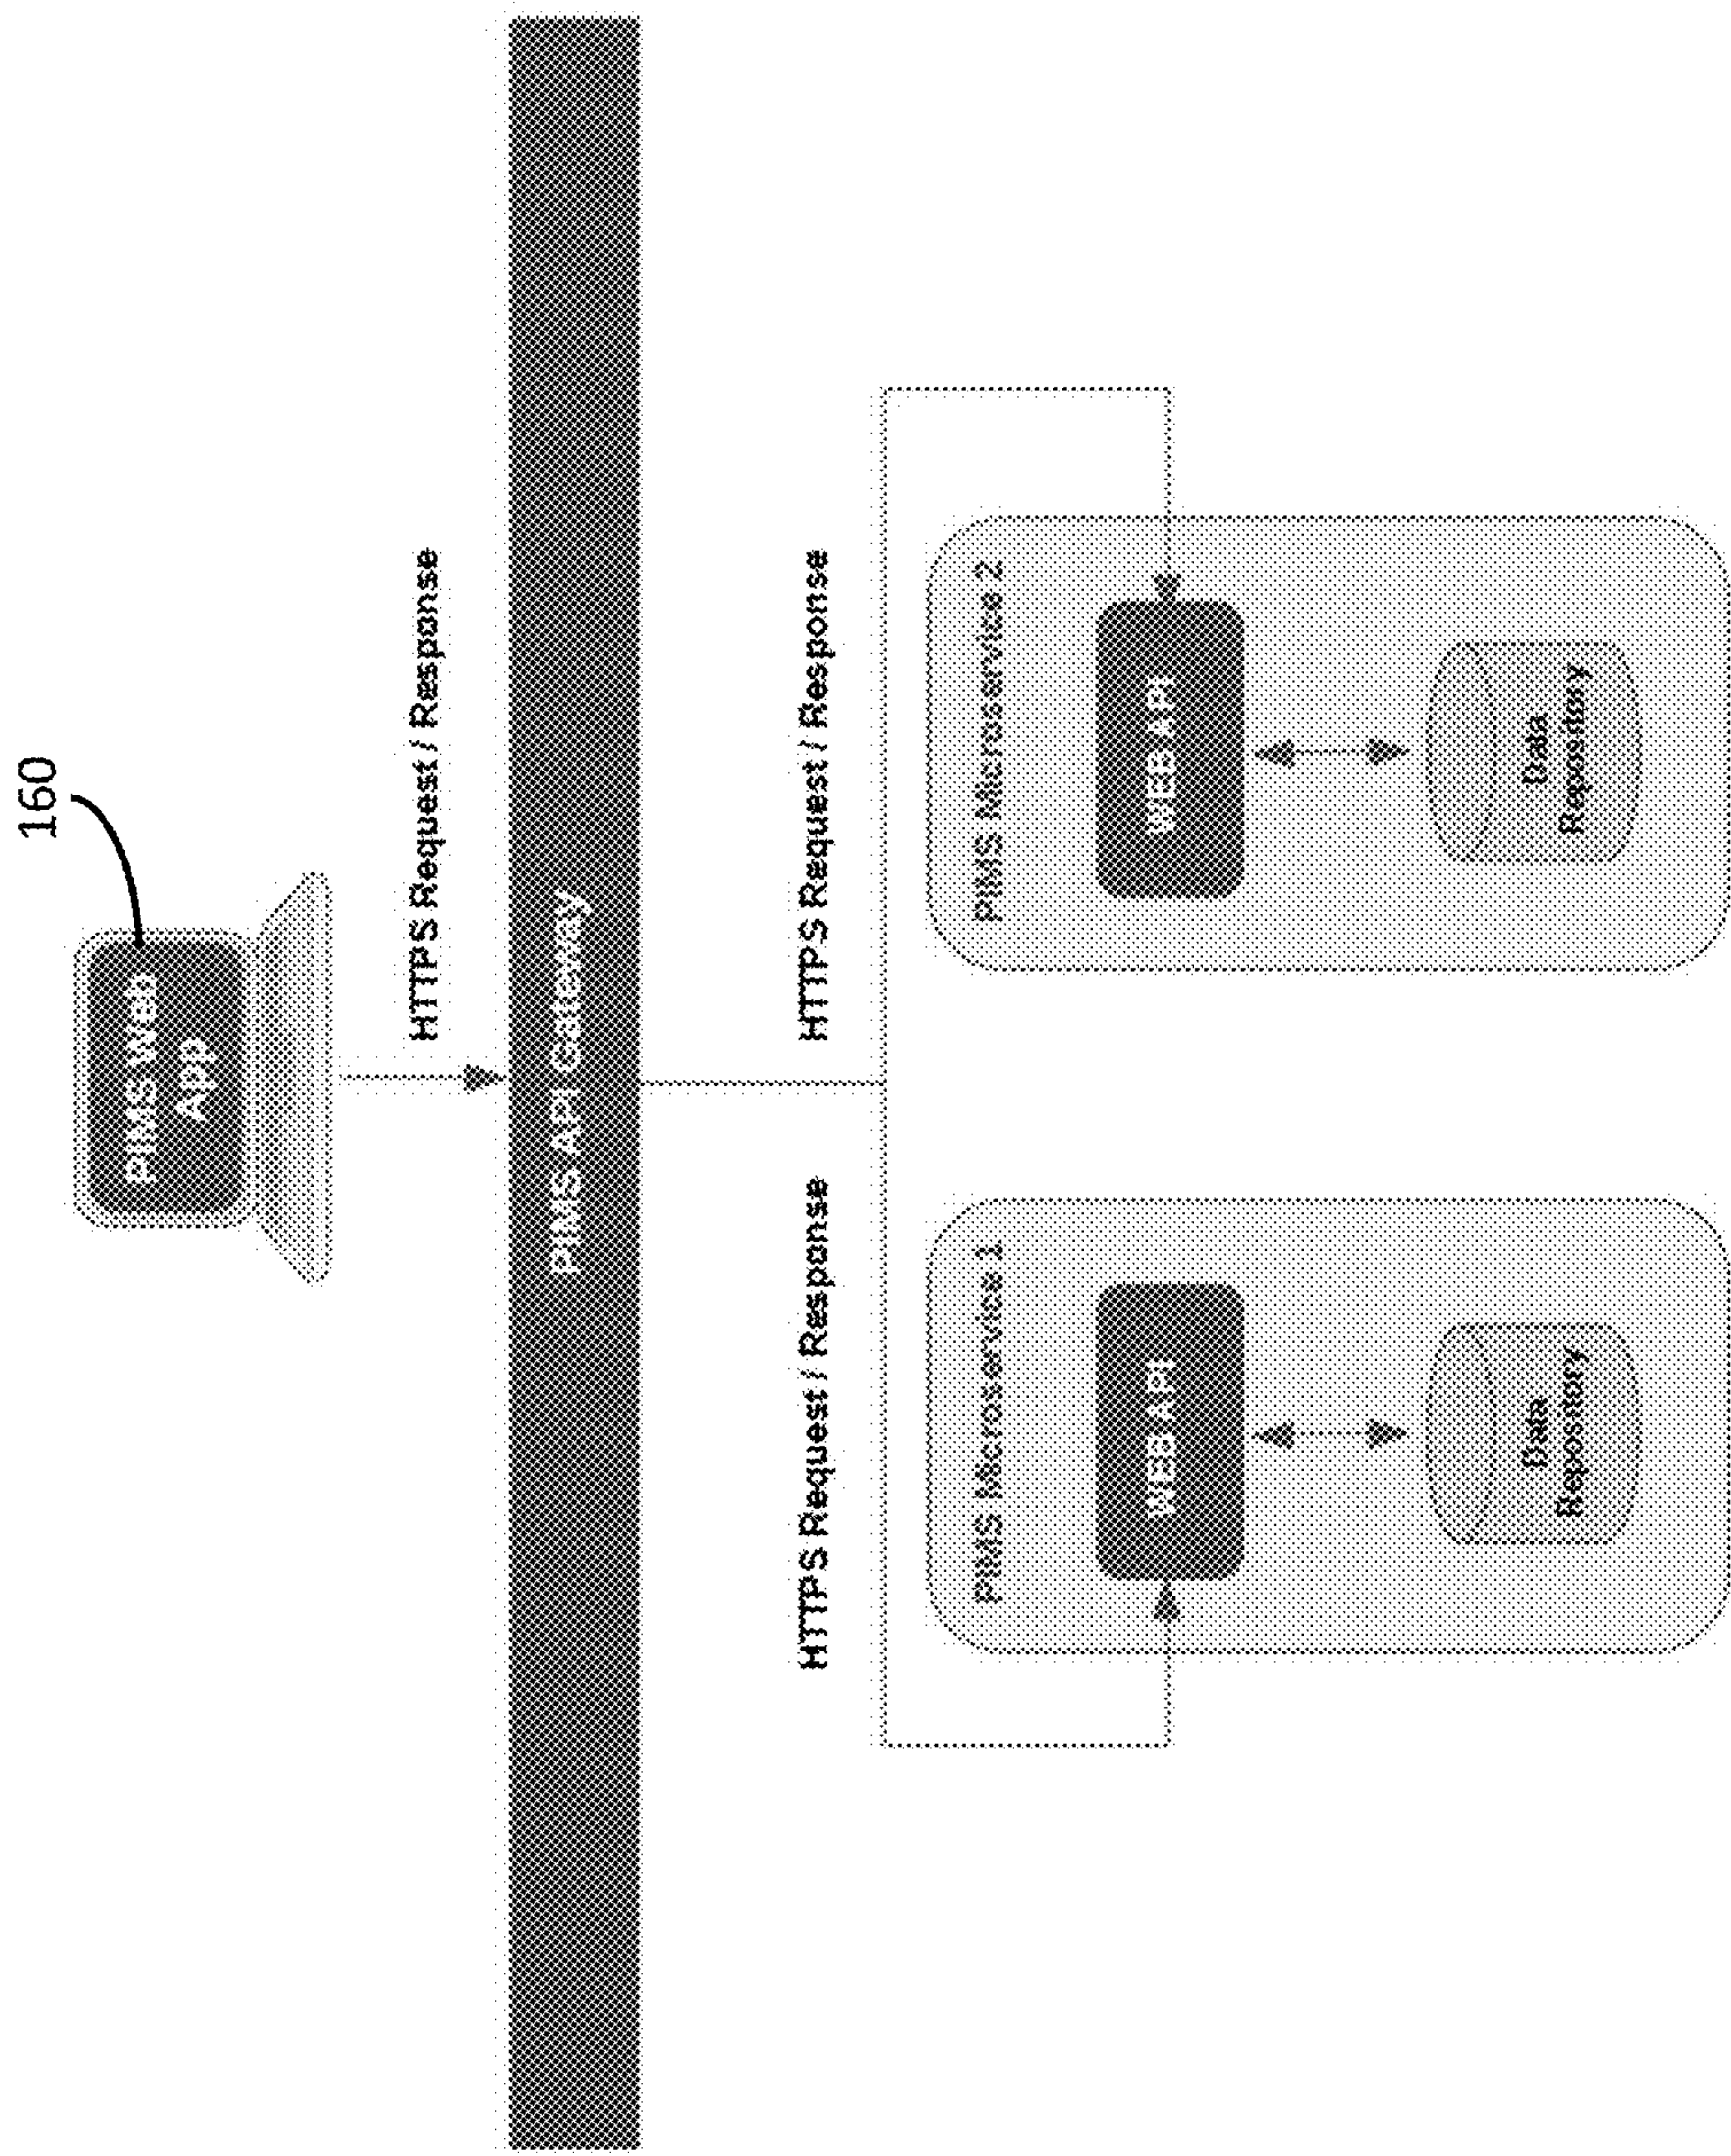 160
PIMS Web
App
HTTPS Request / Response
PIMS API Gateway
HTTPS Request / Response
HTTPS Request / Response
PIMS Microservice 1
WEB API
Data
Repository
PIMS Microservice 2
WEB API
Data
Repository